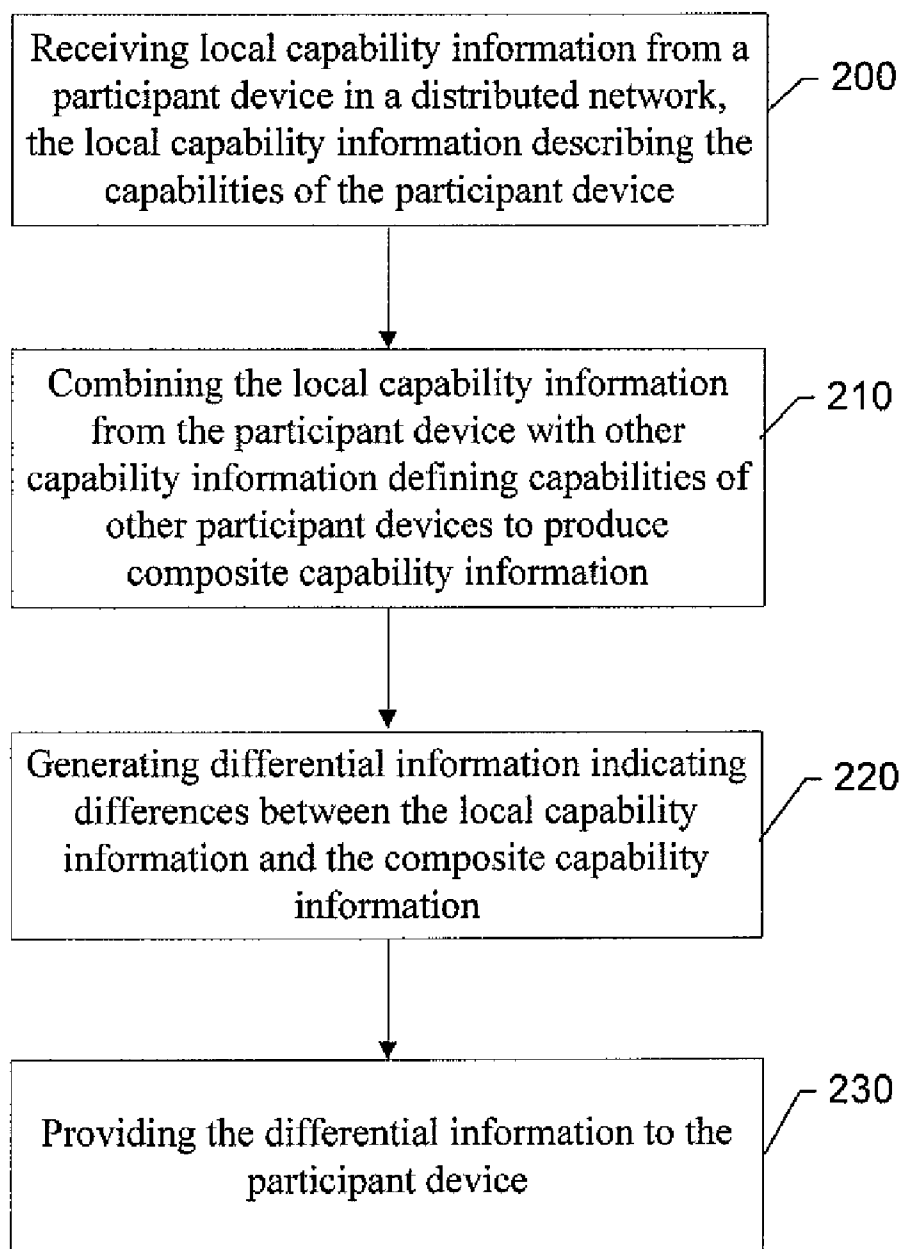 Receiving local capability information from a
participant device in a distributed network,
the local capability information describing the
capabilities of the participant device
200
Combining the local capability information
from the participant device with other
capability information defining capabilities of
other participant devices to produce
composite capability information
210
Generating differential information indicating
differences between the local capability
information and the composite capability
information
220
Providing the differential information to the
participant device
230